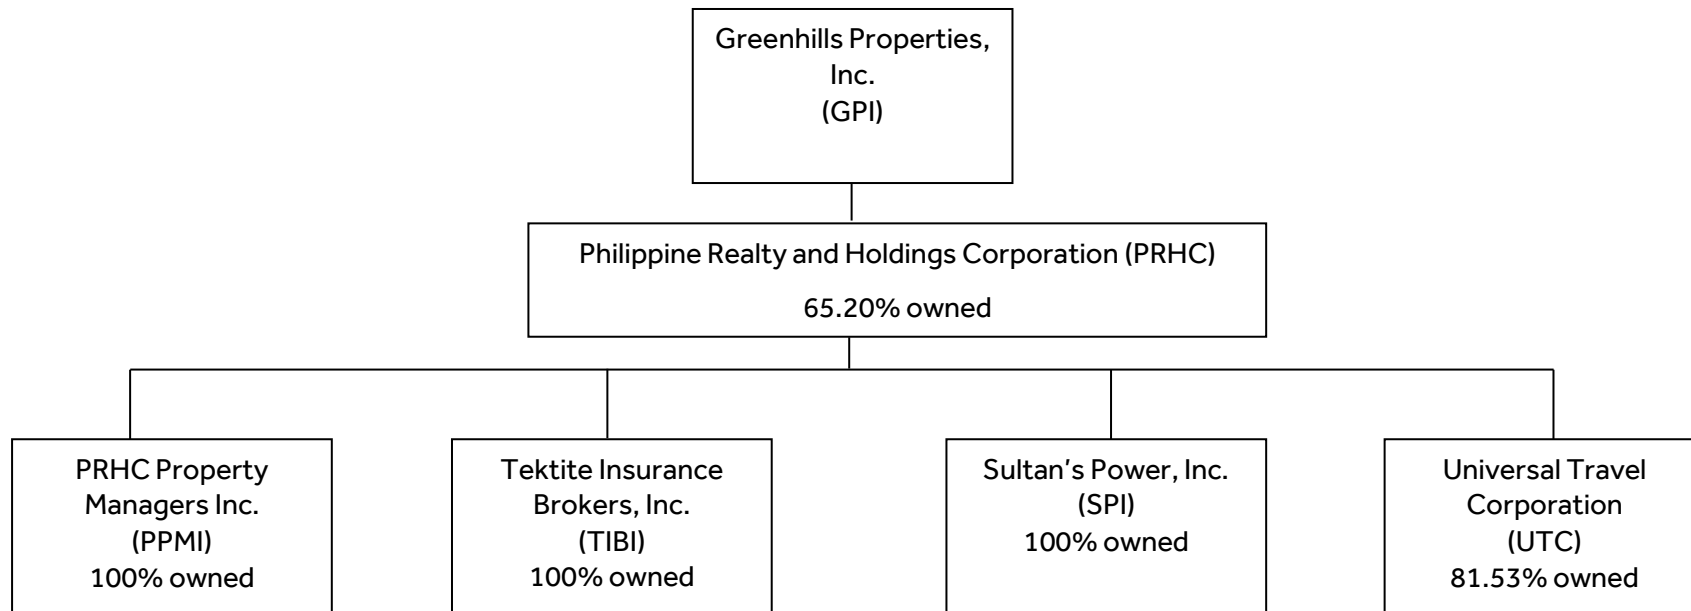 Greenhills Properties,
Inc.
(GPI)
Philippine Realty and Holdings Corporation (PRHC)
65.20% owned
PRHC Property
Managers Inc.
(PPMI)
100% owned
Tektite Insurance
Brokers, Inc.
(TIBI)
100% owned
Sultan’s Power, Inc.
(SPI)
100% owned
Universal Travel
Corporation
(UTC)
81.53% owned